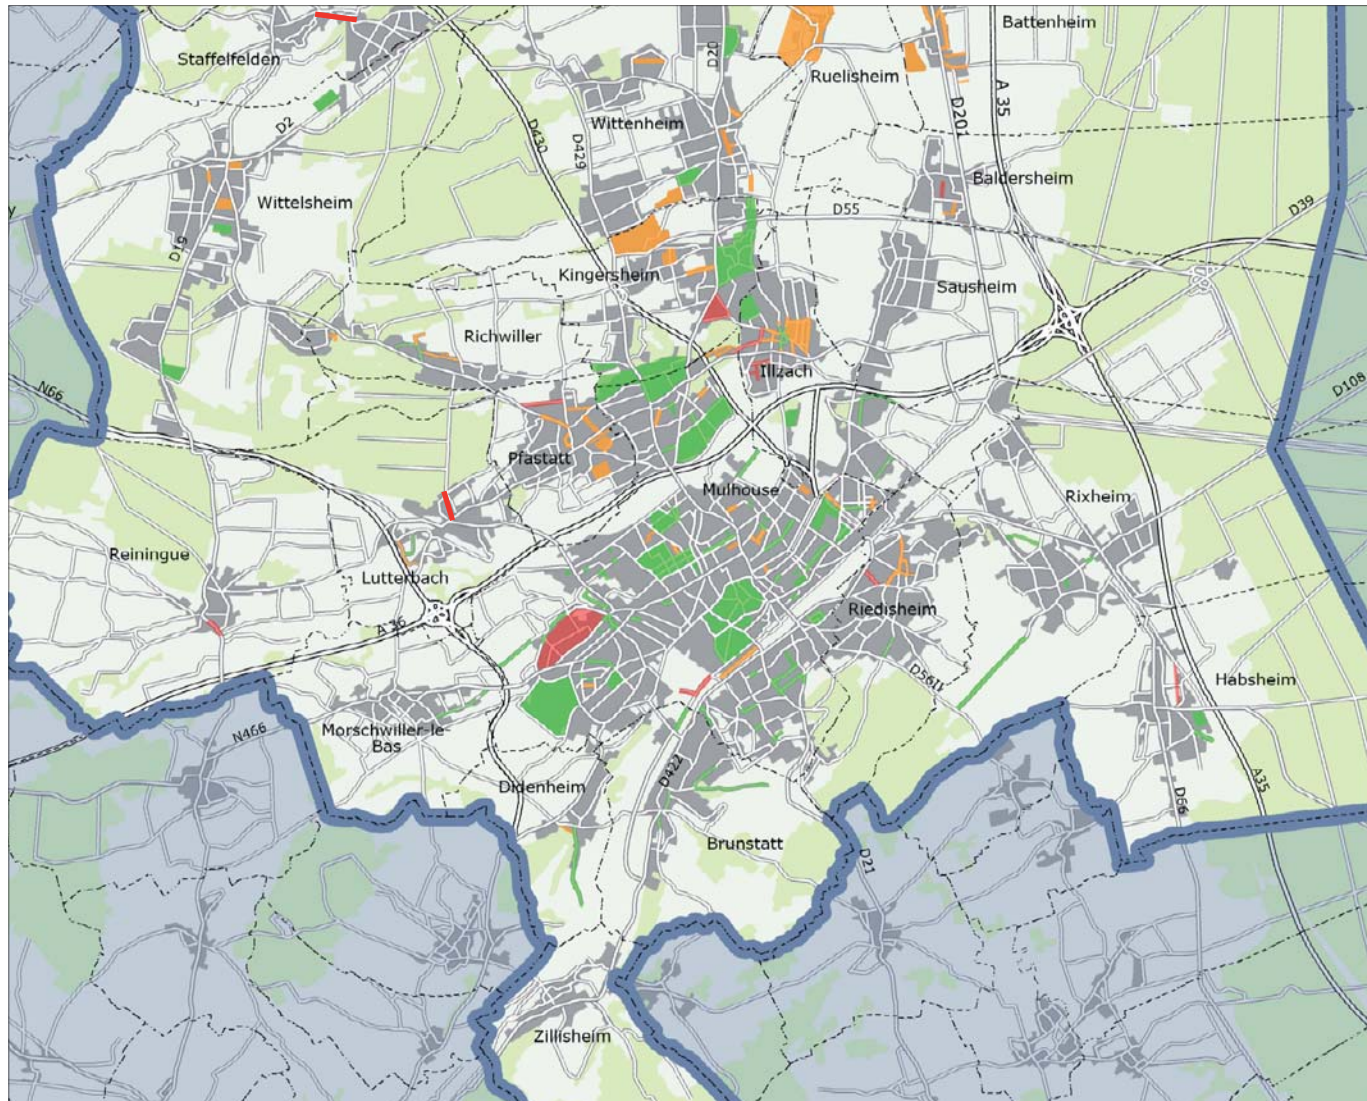 Battenheim
Staffelfelden
D20
Ruelisheim
A 35
D201
Wittenheim
D2
D430
D429
Baldersheim
Wittelsheim
D55
D39
y
D19
Kingersheim
Sausheim
Richwiller
Illzach
N66
D108
Pfastatt
Mulhouse
Rixheim
Reiningue
Lutterbach
Riedisheim
A 36
D56II
Habsheim
N466
Morschwiller-le-
Bas
Didenheim
D422
A35
D66
Brunstatt
D21
Zillisheim